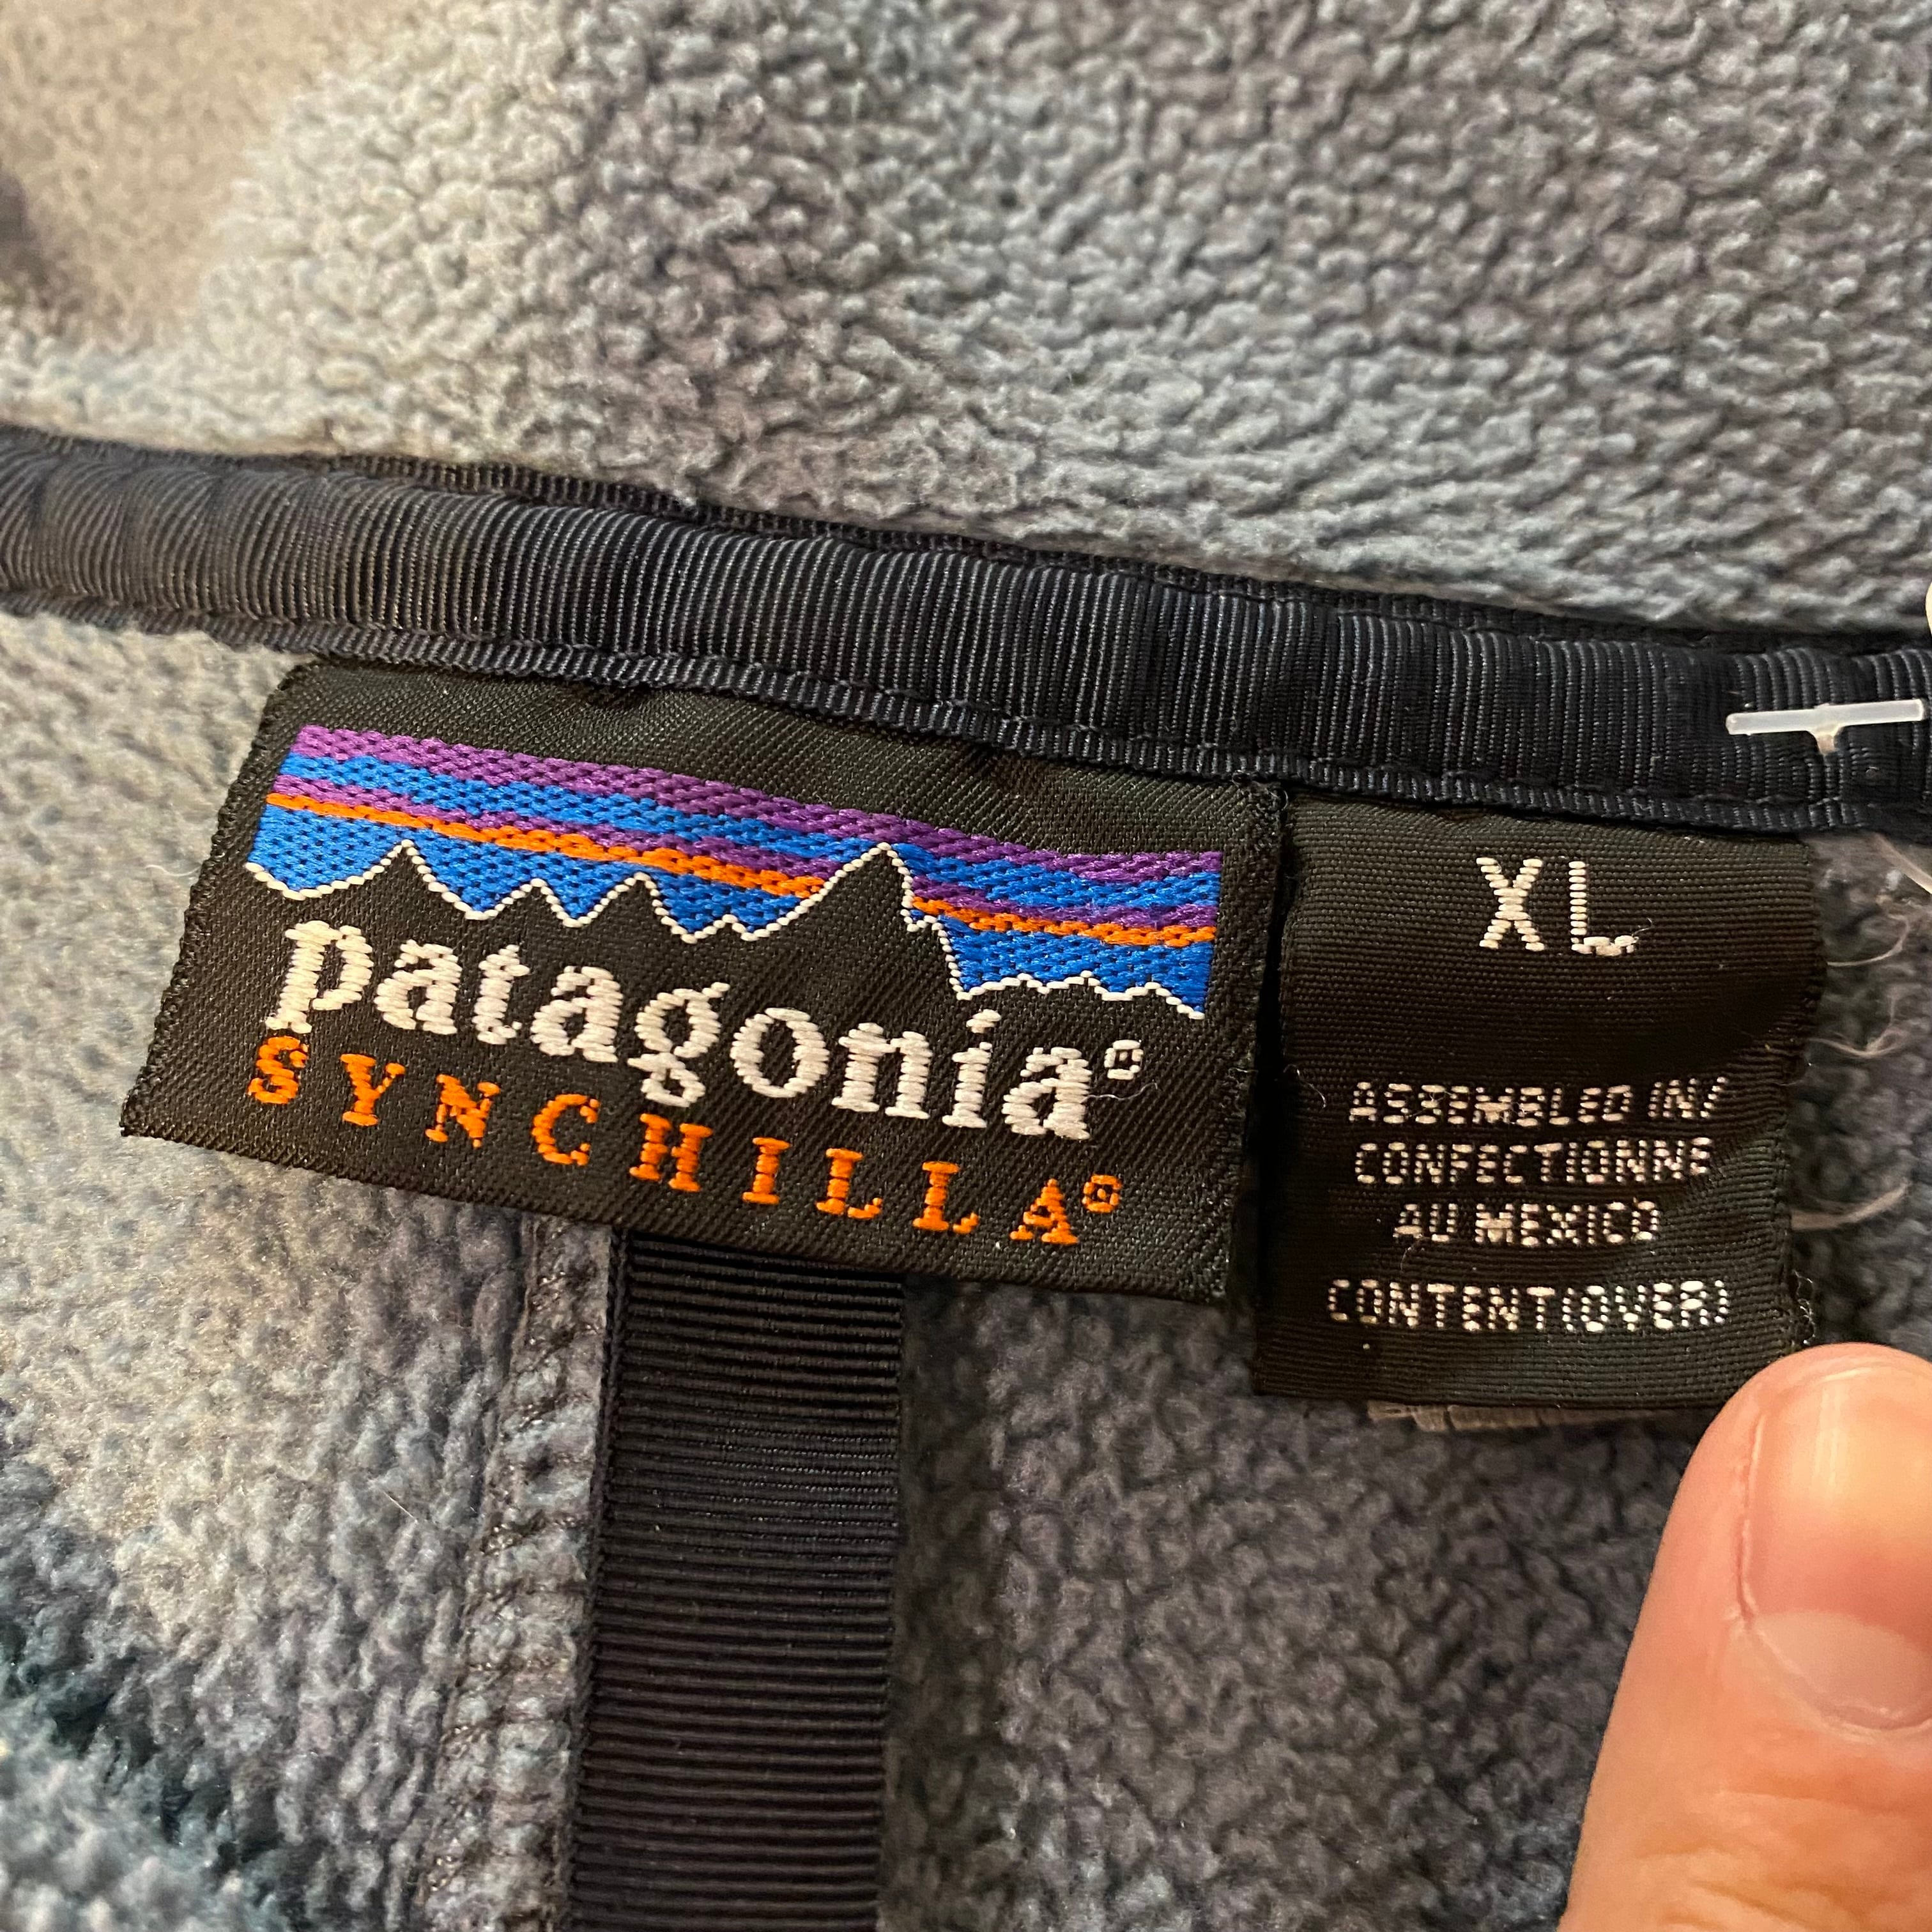 patagonia®
SYNCHILLA®
XL
ASSEMBLED IN/
CONFECTIONNE
AU MEXICO
CONTENT(OVER)